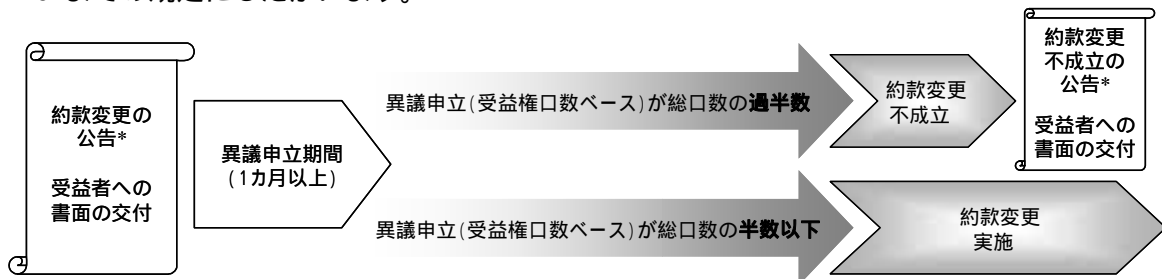 約款変更の
公告*
受益者への
書面の交付
異議申立期間
(1カ月以上)
異議申立(受益権口数ベース)が総口数の過半数
約款変更
不成立
約款変更
不成立の
公告*
受益者への
書面の交付
異議申立(受益権口数ベース)が総口数の半数以下
約款変更
実施